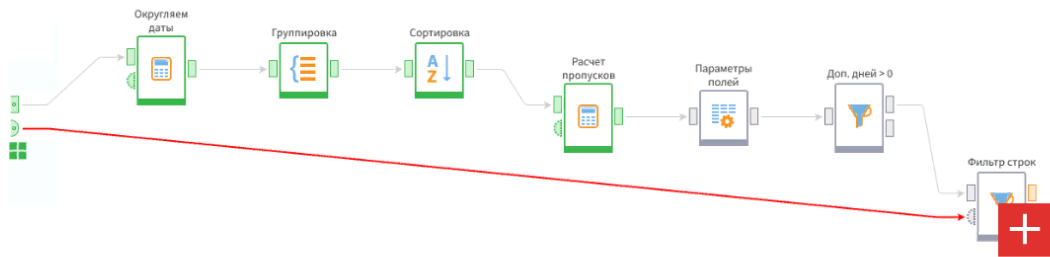 Округляем
даты
Группировка
Сортировка
A
Z
Расчет
пропусков
Параметры
полей
Доп. дней > 0
Фильтр строк